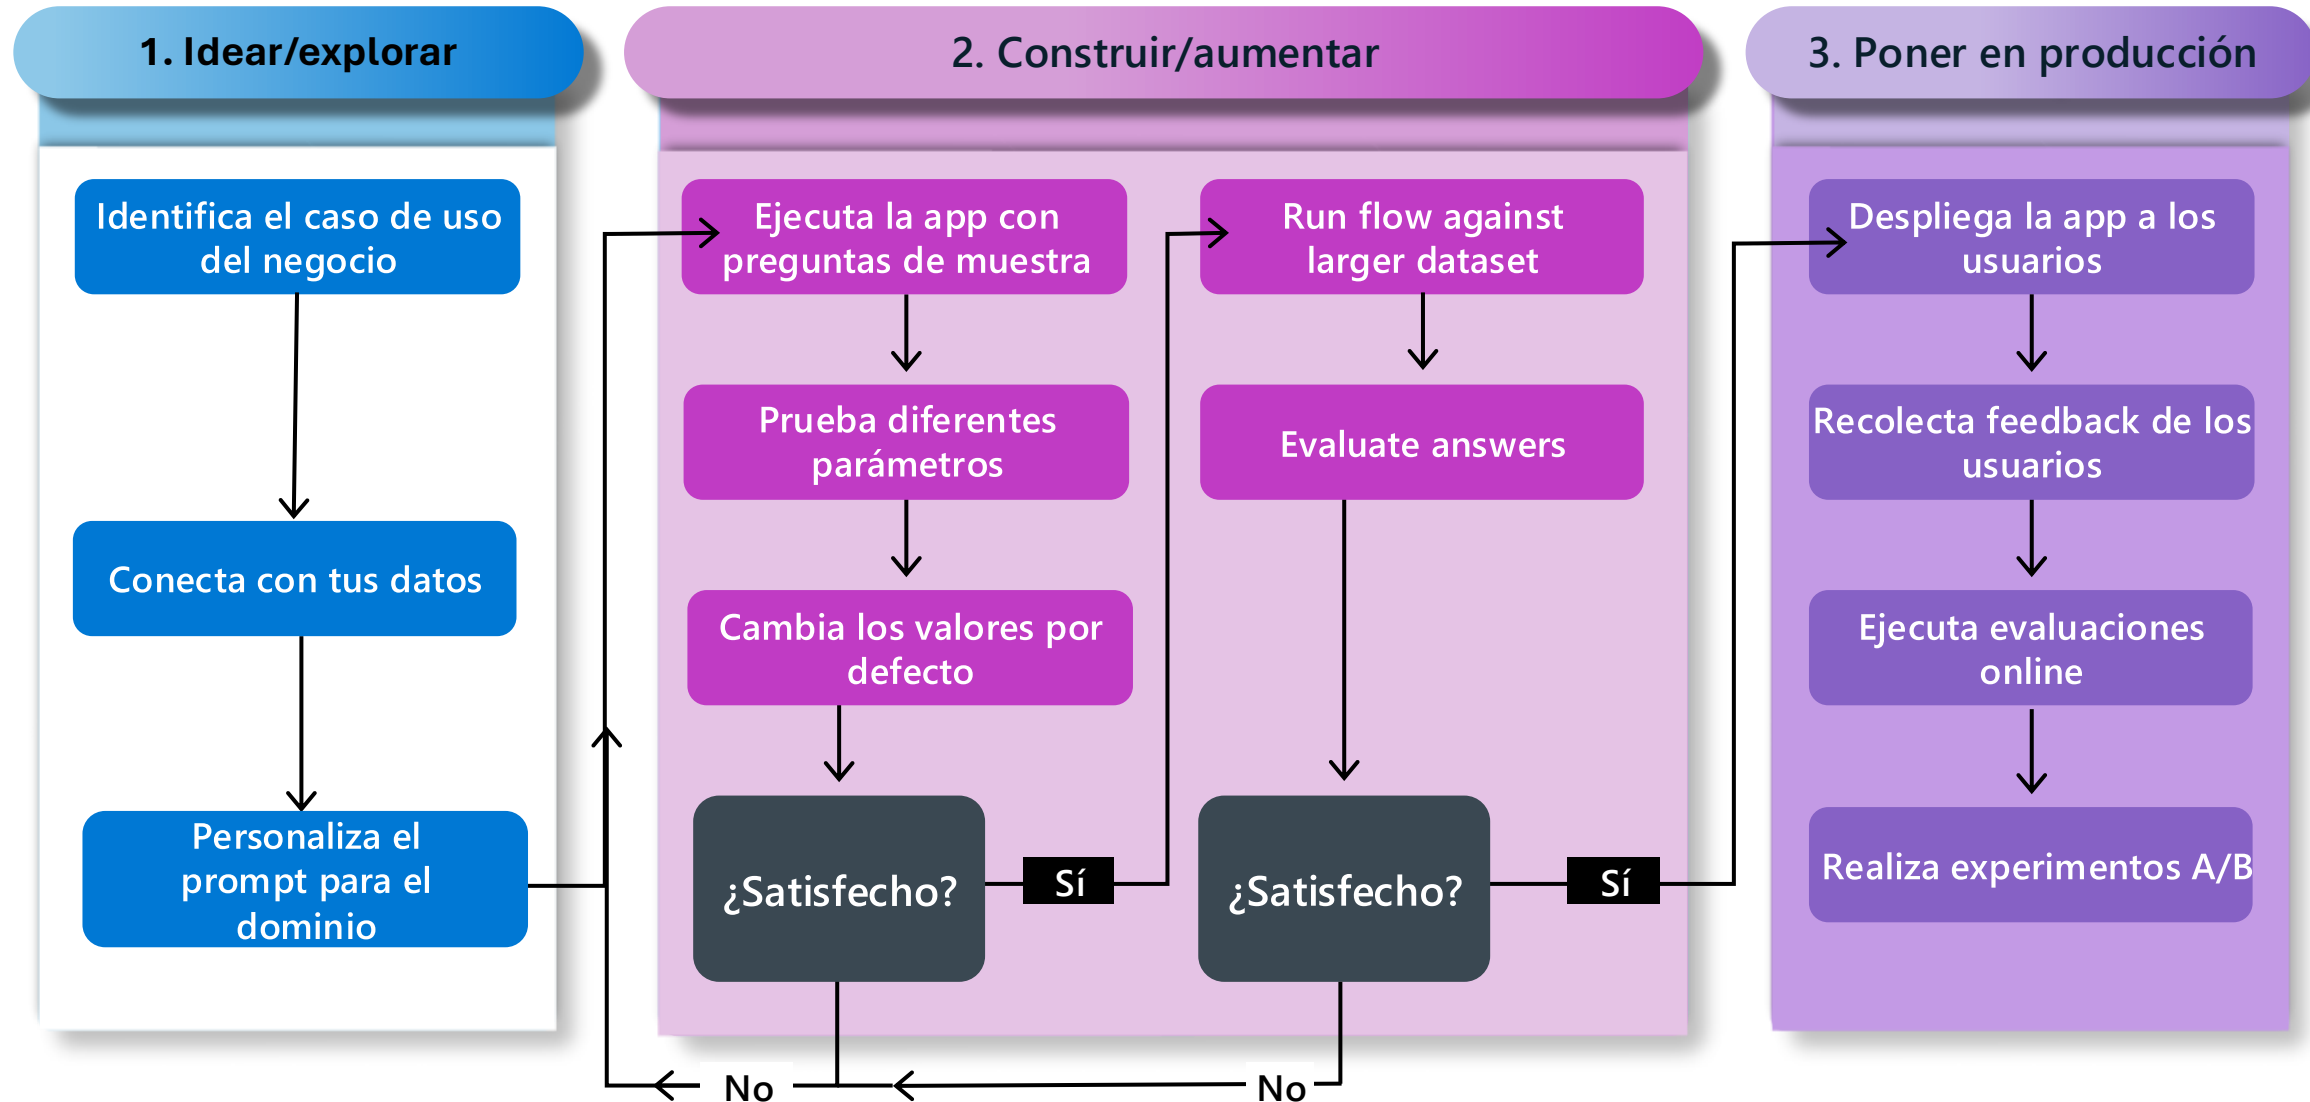 1. Idear/explorar
Identifica el caso de uso
del negocio
Conecta con tus datos
Personaliza el
prompt para el
dominio
2. Construir/aumentar
Ejecuta la app con
preguntas de muestra
Prueba diferentes
parámetros
Cambia los valores por
defecto
¿Satisfecho?
Sí
No
Run flow against
larger dataset
Evaluate answers
¿Satisfecho?
Sí
No
3. Poner en producción
Despliega la app a los
usuarios
Recolecta feedback de los
usuarios
Ejecuta evaluaciones
online
Realiza experimentos A/B